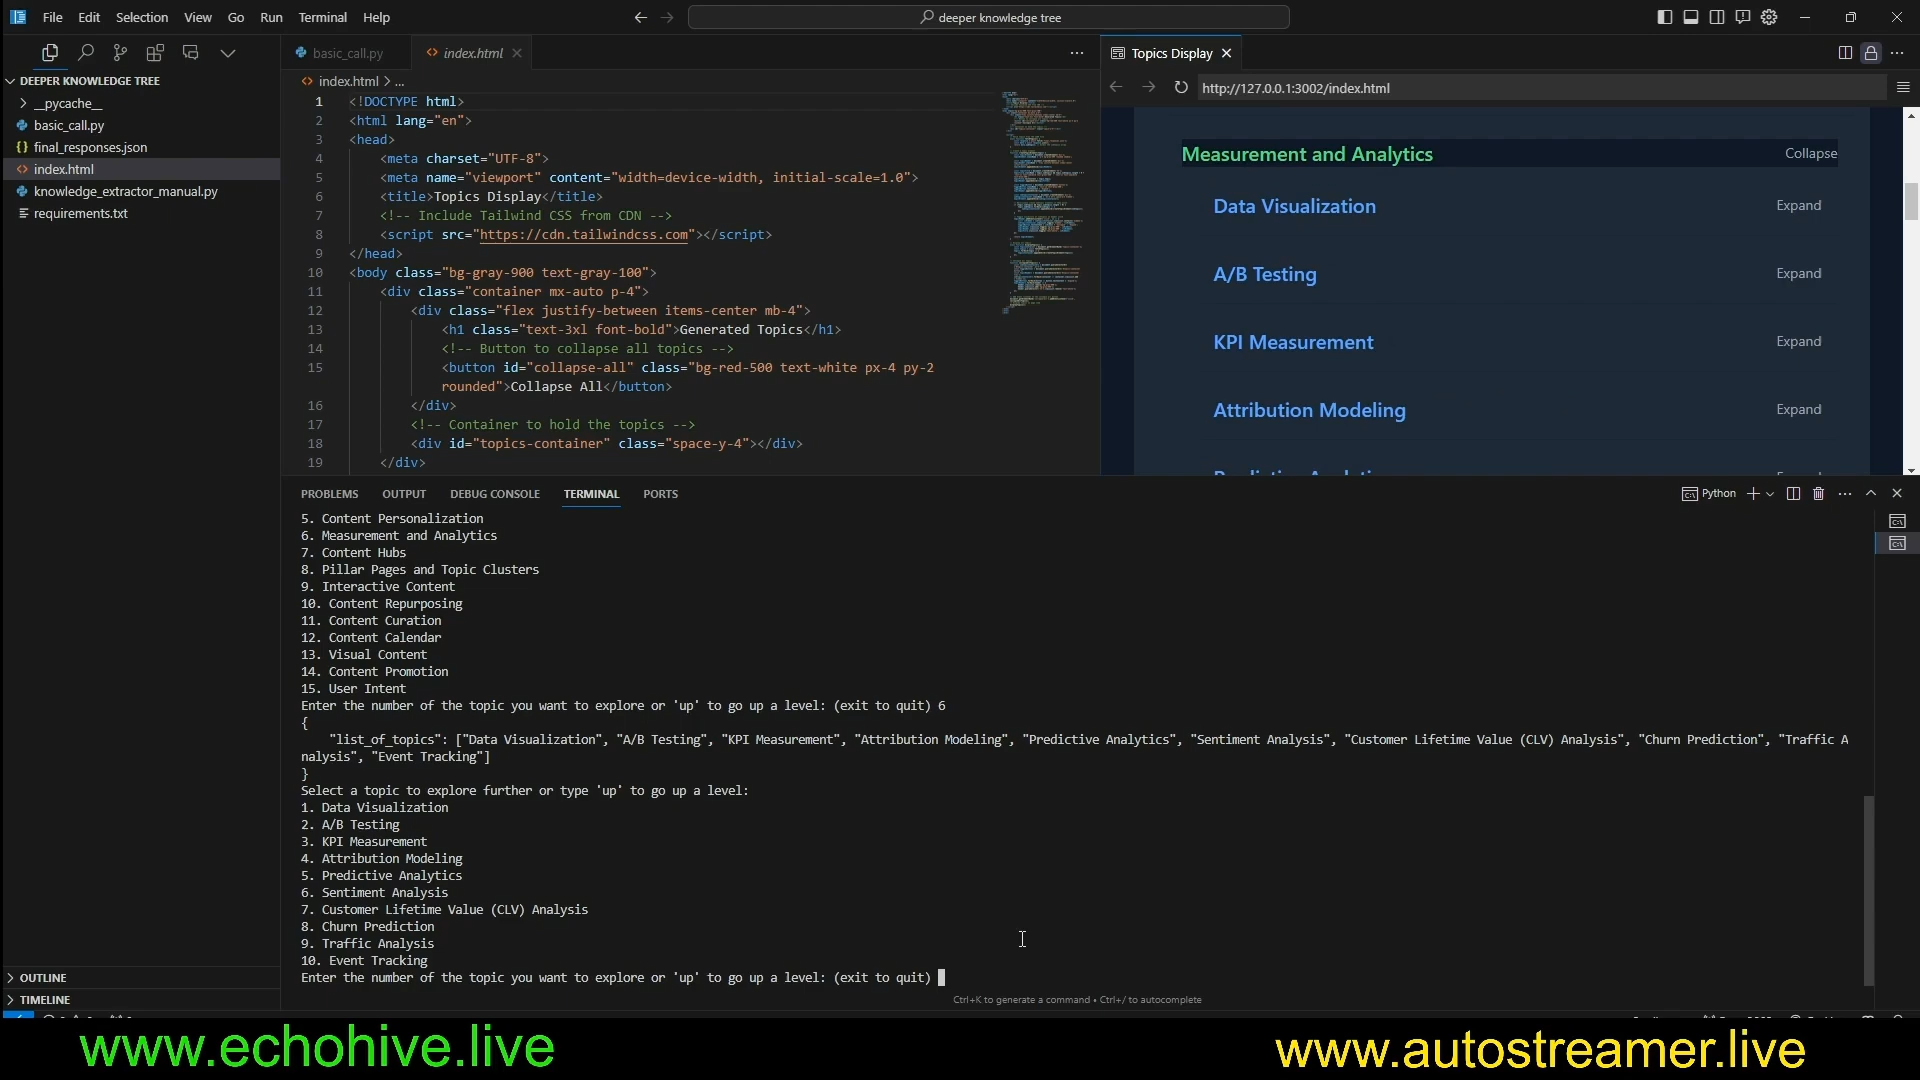 File Edit Selection View Go Run Terminal Help
deeper knowledge tree
basic_call.py
index.html
Topics Display
DEEPER KNOWLEDGE TREE
__pycache__
basic_call.py
final_responses.json
index.html
knowledge_extractor_manual.py
requirements.txt
OUTLINE
TIMELINE
index.html > ...
1 <!DOCTYPE html>
2 <html lang="en">
3 <head>
4 <meta charset="UTF-8">
5 <meta name="viewport" content="width=device-width, initial-scale=1.0">
6 <title>Topics Display</title>
7 <!-- Include Tailwind CSS from CDN -->
8 <script src="https://cdn.tailwindcss.com"></script>
9 </head>
10 <body class="bg-gray-900 text-gray-100">
11 <div class="container mx-auto p-4">
12 <div class="flex justify-between items-center mb-4">
13 <h1 class="text-3xl font-bold">Generated Topics</h1>
14 <!-- Button to collapse all topics -->
15 <button id="collapse-all" class="bg-red-500 text-white px-4 py-2
rounded">Collapse All</button>
16 </div>
17 <!-- Container to hold the topics -->
18 <div id="topics-container" class="space-y-4"></div>
19 </div>
http://127.0.0.1:3002/index.html
Measurement and Analytics Collapse
Data Visualization Expand
A/B Testing Expand
KPI Measurement Expand
Attribution Modeling Expand
PROBLEMS OUTPUT DEBUG CONSOLE TERMINAL PORTS
Python
5. Content Personalization
6. Measurement and Analytics
7. Content Hubs
8. Pillar Pages and Topic Clusters
9. Interactive Content
10. Content Repurposing
11. Content Curation
12. Content Calendar
13. Visual Content
14. Content Promotion
15. User Intent
Enter the number of the topic you want to explore or 'up' to go up a level: (exit to quit) 6
{
"list_of_topics": ["Data Visualization", "A/B Testing", "KPI Measurement", "Attribution Modeling", "Predictive Analytics", "Sentiment Analysis", "Customer Lifetime Value (CLV) Analysis", "Churn Prediction", "Traffic A
nalysis", "Event Tracking"]
}
Select a topic to explore further or type 'up' to go up a level:
1. Data Visualization
2. A/B Testing
3. KPI Measurement
4. Attribution Modeling
5. Predictive Analytics
6. Sentiment Analysis
7. Customer Lifetime Value (CLV) Analysis
8. Churn Prediction
9. Traffic Analysis
10. Event Tracking
Enter the number of the topic you want to explore or 'up' to go up a level: (exit to quit)
Ctrl+K to generate a command • Ctrl+/ to autocomplete
www.echohive.live
www.autostreamer.live